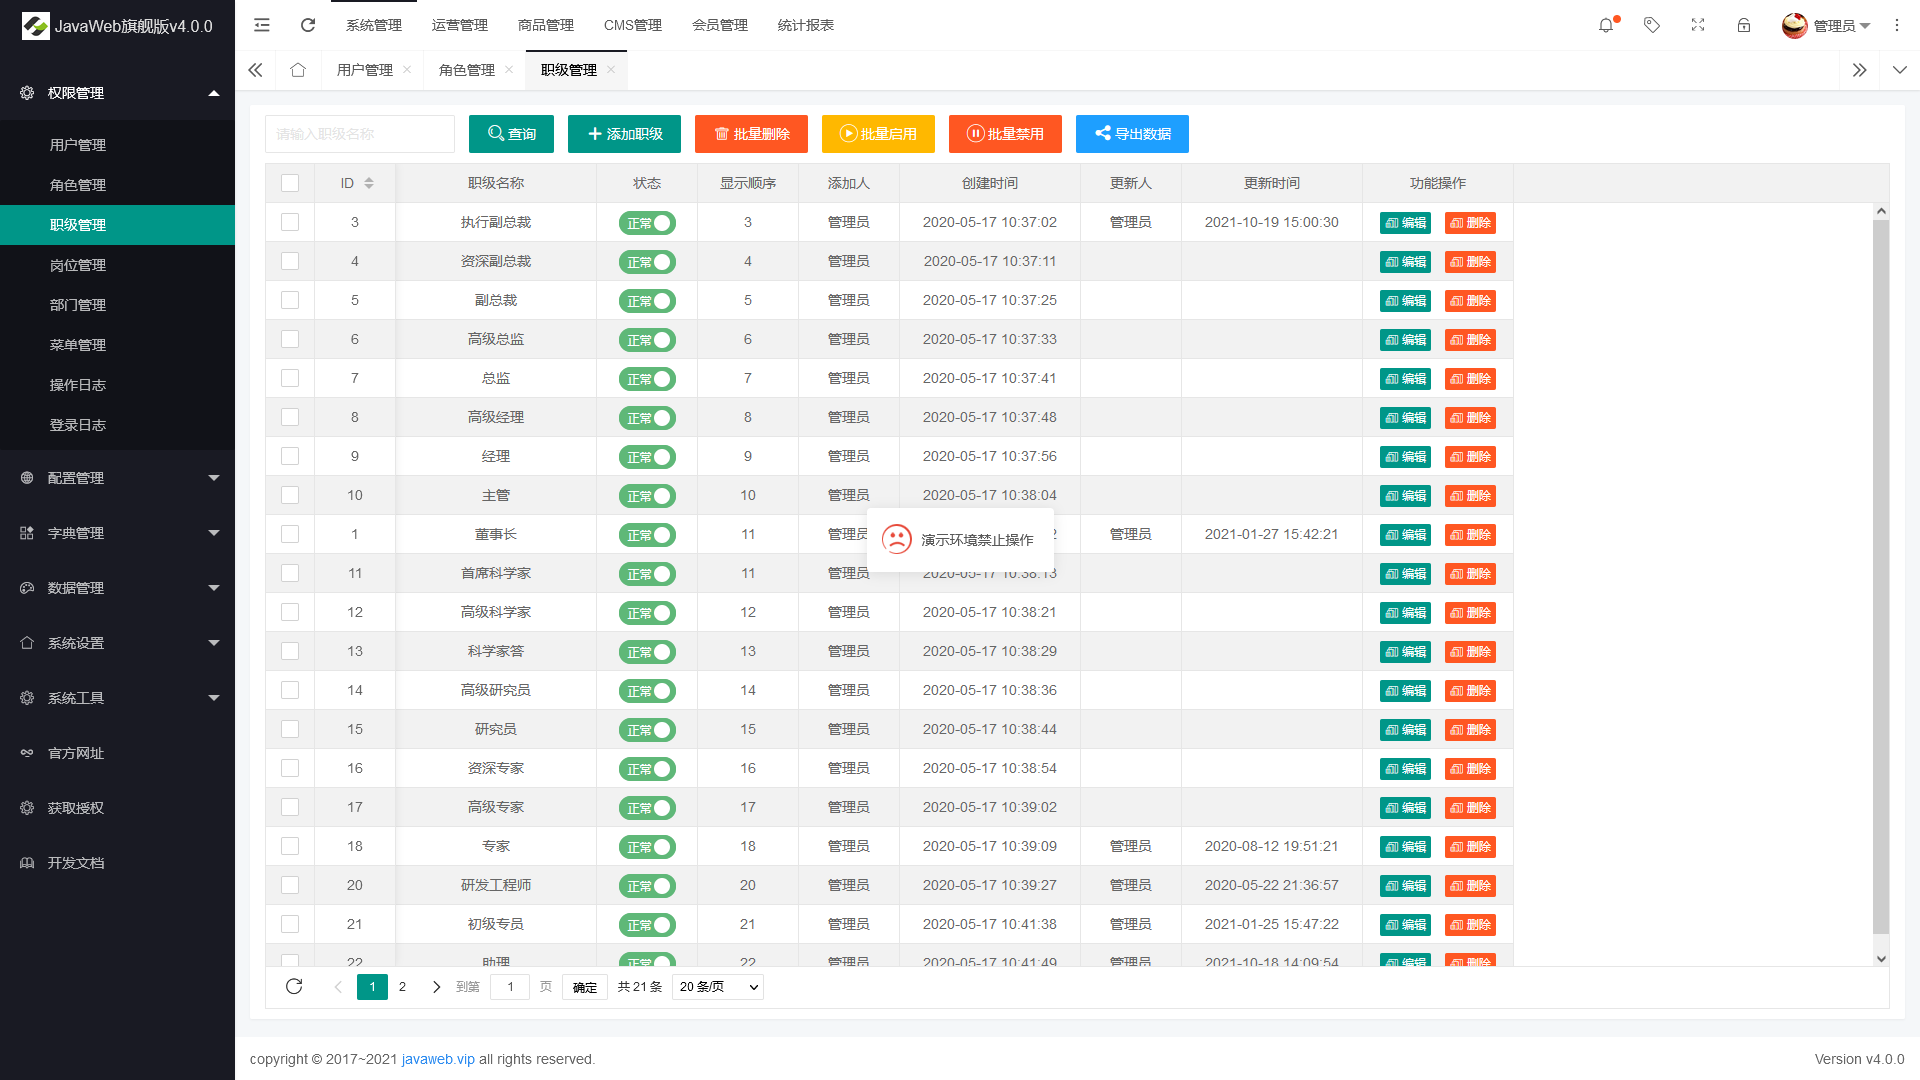 JavaWeb旗舰版v4.0.0
系统管理 运营管理 商品管理 CMS管理 会员管理 统计报表 管理员
用户管理 角色管理 职级管理
权限管理
用户管理
角色管理
职级管理
岗位管理
部门管理
菜单管理
操作日志
登录日志
配置管理
字典管理
数据管理
系统设置
系统工具
官方网址
获取授权
开发文档
请输入职级名称 查询 添加职级 批量删除 批量启用 批量禁用 导出数据
ID 职级名称 状态 显示顺序 添加人 创建时间 更新人 更新时间 功能操作
3 执行副总裁 正常 3 管理员 2020-05-17 10:37:02 管理员 2021-10-19 15:00:30 编辑 删除
4 资深副总裁 正常 4 管理员 2020-05-17 10:37:11 编辑 删除
5 副总裁 正常 5 管理员 2020-05-17 10:37:25 编辑 删除
6 高级总监 正常 6 管理员 2020-05-17 10:37:33 编辑 删除
7 总监 正常 7 管理员 2020-05-17 10:37:41 编辑 删除
8 高级经理 正常 8 管理员 2020-05-17 10:37:48 编辑 删除
9 经理 正常 9 管理员 2020-05-17 10:37:56 编辑 删除
10 主管 正常 10 管理员 2020-05-17 10:38:04 编辑 删除
1 董事长 正常 11 管理员 2 管理员 2021-01-27 15:42:21 编辑 删除
演示环境禁止操作
11 首席科学家 正常 11 管理员 2020-05-17 10:38:13 编辑 删除
12 高级科学家 正常 12 管理员 2020-05-17 10:38:21 编辑 删除
13 科学家答 正常 13 管理员 2020-05-17 10:38:29 编辑 删除
14 高级研究员 正常 14 管理员 2020-05-17 10:38:36 编辑 删除
15 研究员 正常 15 管理员 2020-05-17 10:38:44 编辑 删除
16 资深专家 正常 16 管理员 2020-05-17 10:38:54 编辑 删除
17 高级专家 正常 17 管理员 2020-05-17 10:39:02 编辑 删除
18 专家 正常 18 管理员 2020-05-17 10:39:09 管理员 2020-08-12 19:51:21 编辑 删除
20 研发工程师 正常 20 管理员 2020-05-17 10:39:27 管理员 2020-05-22 21:36:57 编辑 删除
21 初级专员 正常 21 管理员 2020-05-17 10:41:38 管理员 2021-01-25 15:47:22 编辑 删除
22 助理 正常 22 管理员 2020-05-17 10:41:49 管理员 2021-10-18 14:09:54 编辑 删除
1 2 到第 1 页 确定 共 21 条 20 条/页
copyright © 2017~2021 javaweb.vip all rights reserved. Version v4.0.0